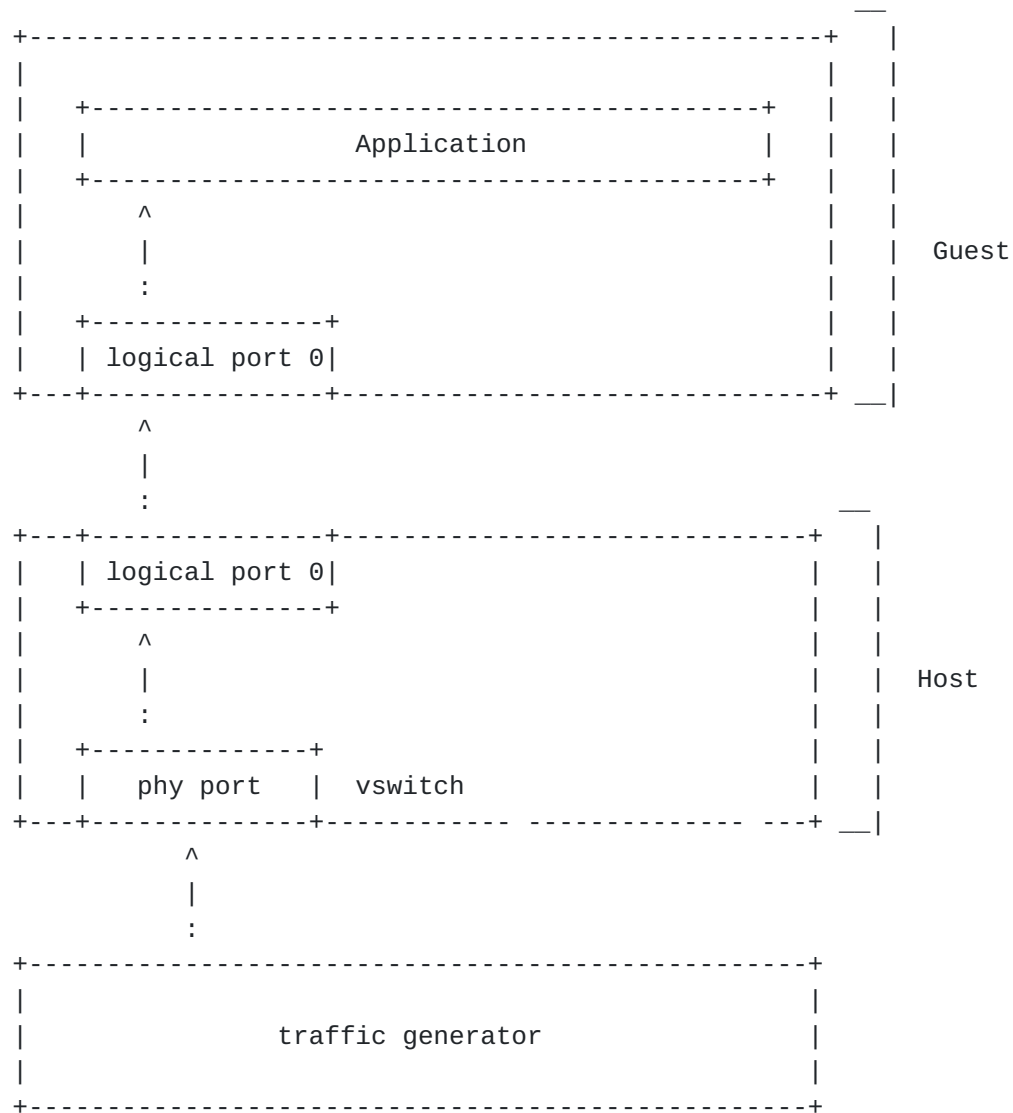 Application
Guest
logical port 0
logical port 0
Host
phy port vswitch
traffic generator